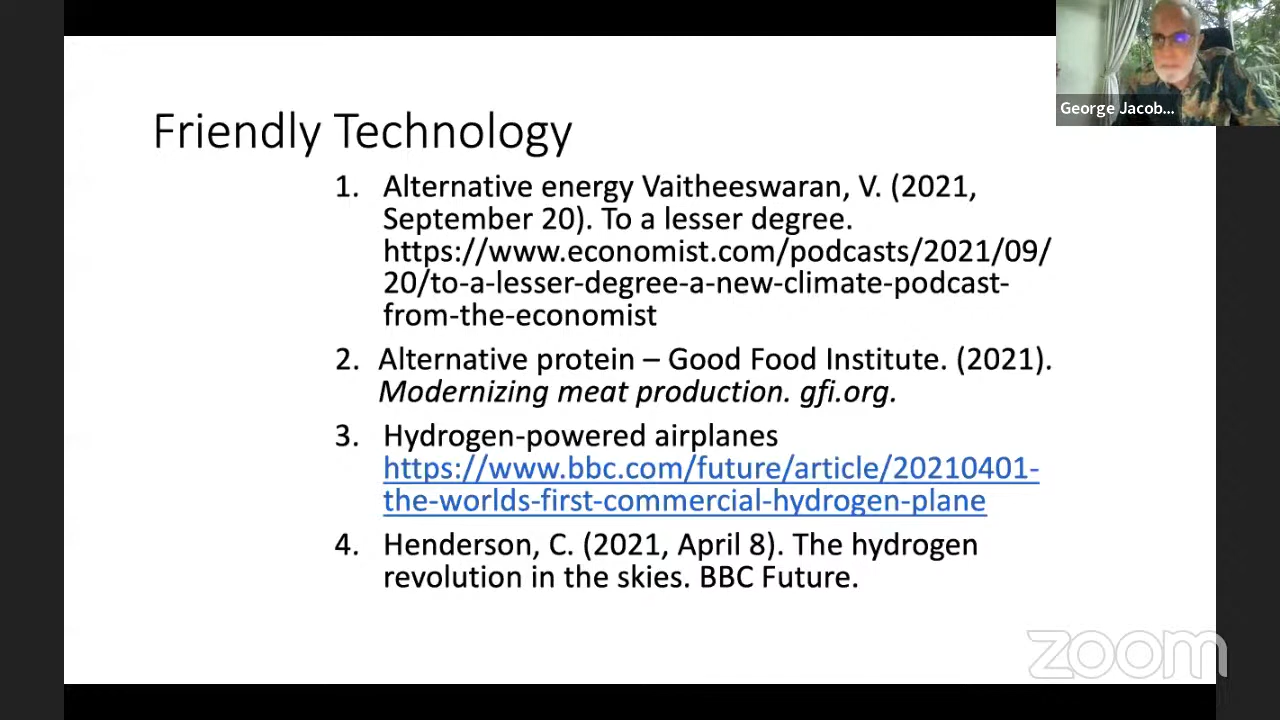 George Jacob...
Friendly Technology
1. Alternative energy Vaitheeswaran, V. (2021,
September 20). To a lesser degree.
https://www.economist.com/podcasts/2021/09/
20/to-a-lesser-degree-a-new-climate-podcast-
from-the-economist
2. Alternative protein – Good Food Institute. (2021).
Modernizing meat production. gfi.org.
3. Hydrogen-powered airplanes
https://www.bbc.com/future/article/20210401-
the-worlds-first-commercial-hydrogen-plane
4. Henderson, C. (2021, April 8). The hydrogen
revolution in the skies. BBC Future.
zoom